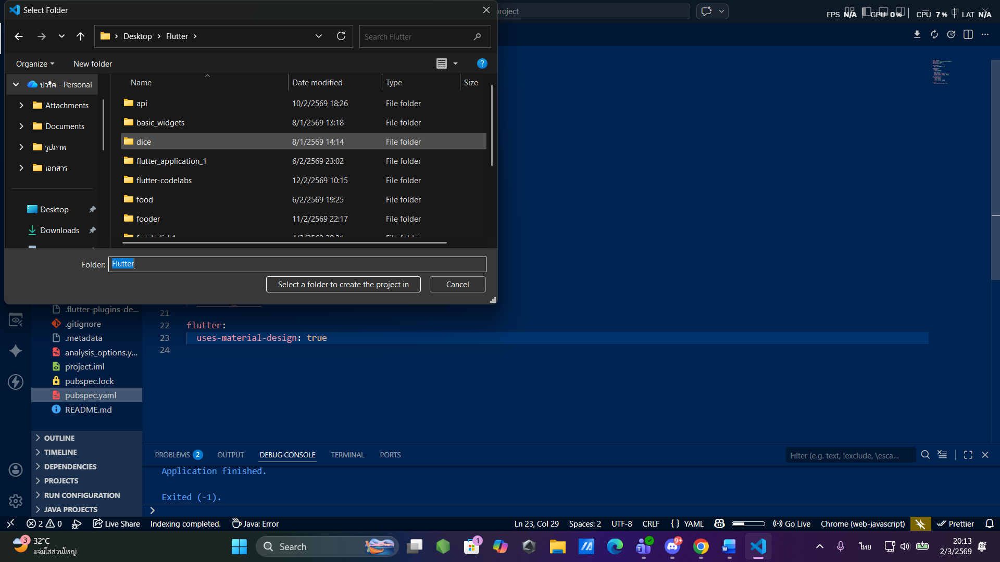 Select Folder
Desktop
Flutter
Search Flutter
Organize
New folder
ปวริศ - Personal
Attachments
Documents
รูปภาพ
เอกสาร
Desktop
Downloads
Name
Date modified
Type
Size
api
10/2/2569 18:26
File folder
basic_widgets
8/1/2569 13:18
File folder
dice
8/1/2569 14:14
File folder
flutter_application_1
6/2/2569 23:02
File folder
flutter-codelabs
12/2/2569 10:15
File folder
food
6/2/2569 19:25
File folder
fooder
11/2/2569 22:17
File folder
Folder:
Flutter
Select a folder to create the project in
Cancel
roject
FPS N/A
GPU 0%
CPU 7%
LAT N/A
.flutter-plugins-de...
.gitignore
.metadata
analysis_options.y...
project.iml
pubspec.lock
pubspec.yaml
README.md
OUTLINE
TIMELINE
DEPENDENCIES
PROJECTS
RUN CONFIGURATION
JAVA PROJECTS
21
22 flutter:
23 uses-material-design: true
24
PROBLEMS 2
OUTPUT
DEBUG CONSOLE
TERMINAL
PORTS
Filter (e.g. text, !exclude, \esca...
Application finished.
Exited (-1).
2
0
Live Share
Indexing completed.
Java: Error
Ln 23, Col 29
Spaces: 2
UTF-8
CRLF
{ } YAML
Go Live
Chrome (web-javascript)
Prettier
3
32°C
แจ่มใสส่วนใหญ่
Search
1
9+
ไทย
20:13
2/3/2569